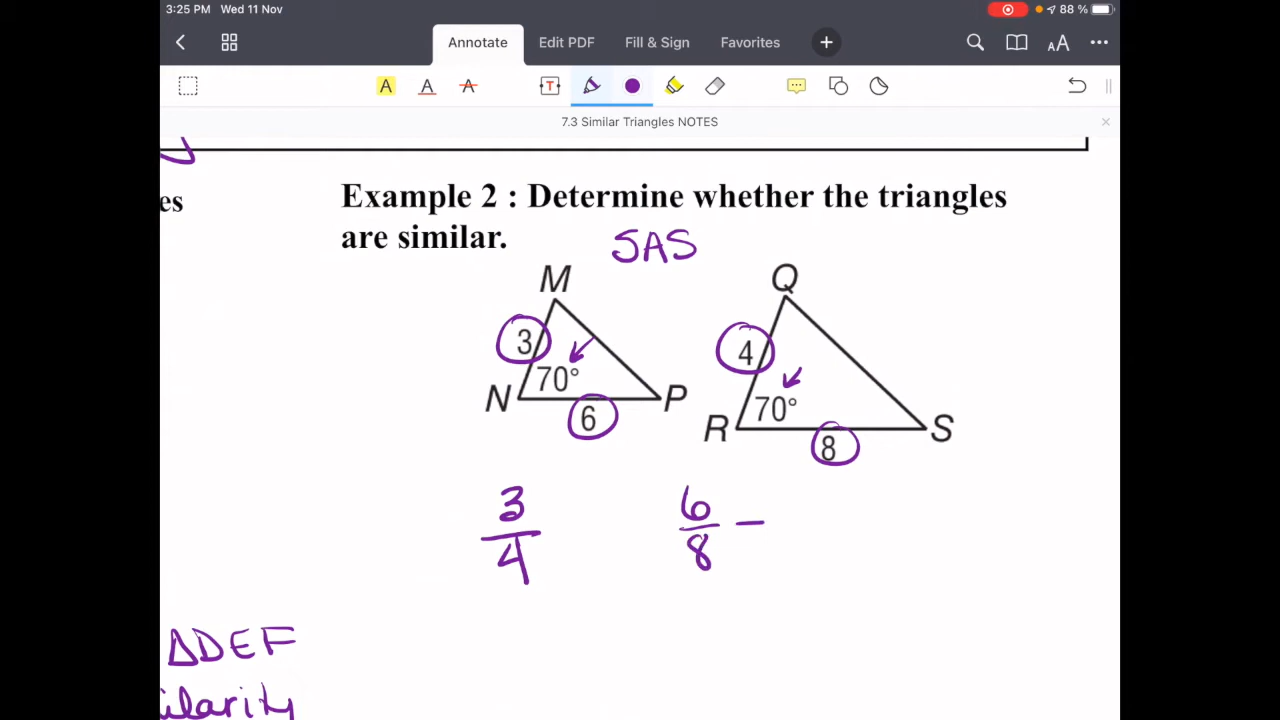 3:25 PM Wed 11 Nov 88 %
Annotate Edit PDF Fill & Sign Favorites +
A A A T AA
7.3 Similar Triangles NOTES ×
es
Example 2 : Determine whether the triangles
are similar. SAS
M Q
3 4
70° 70°
N P R S
6 8
3/4 6/8 –
ΔDEF
ilarity